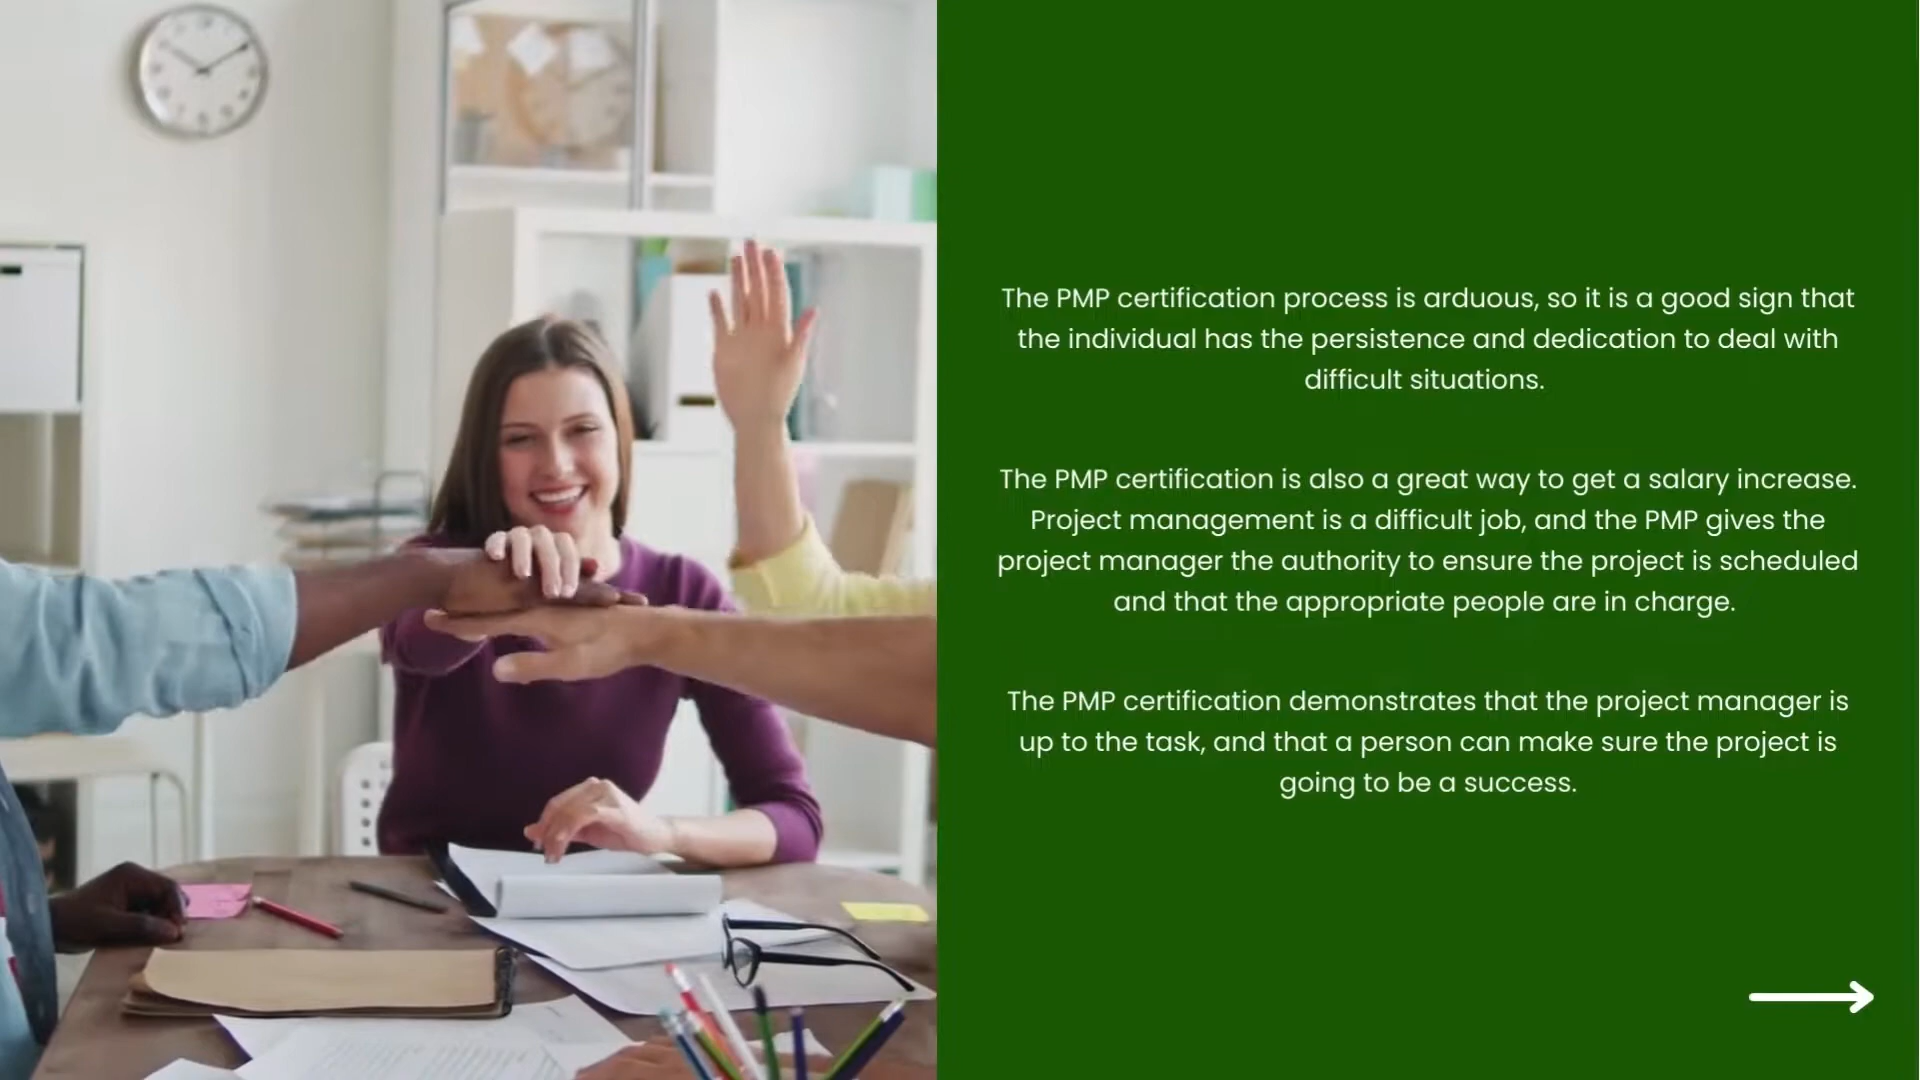 The PMP certification process is arduous, so it is a good sign that
the individual has the persistence and dedication to deal with
difficult situations.
The PMP certification is also a great way to get a salary increase.
Project management is a difficult job, and the PMP gives the
project manager the authority to ensure the project is scheduled
and that the appropriate people are in charge.
The PMP certification demonstrates that the project manager is
up to the task, and that a person can make sure the project is
going to be a success.